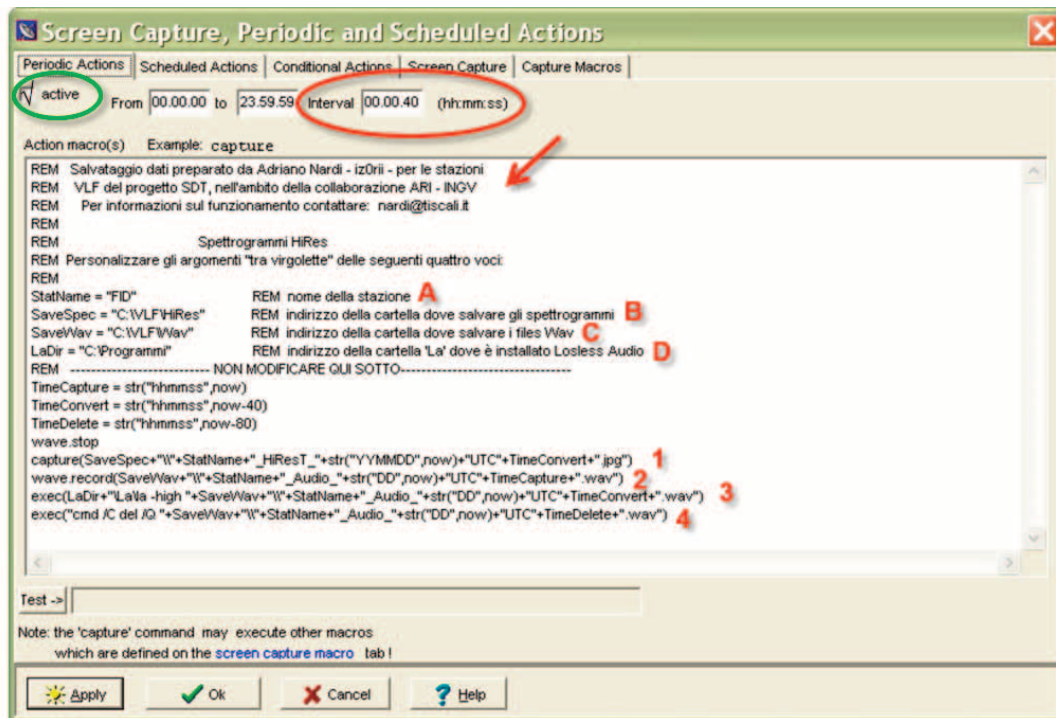 Screen Capture, Periodic and Scheduled Actions
Periodic Actions Scheduled Actions Conditional Actions Screen Capture Capture Macros
active From 00.00.00 to 23.59.59 Interval 00.00.40 (hh:mm:ss)
Action macro(s) Example: capture
REM Salvataggio dati preparato da Adriano Nardi - iz0rii - per le stazioni
REM VLF del progetto SDT, nell'ambito della collaborazione ARI - INGV
REM Per informazioni sul funzionamento contattare: nardi@tiscali.it
REM
REM Spettrogrammi HiRes
REM Personalizzare gli argomenti "tra virgolette" delle seguenti quattro voci:
REM
StatName = "FID" REM nome della stazione A
SaveSpec = "C:\VLF\HiRes" REM indirizzo della cartella dove salvare gli spettrogrammi B
SaveWav = "C:\VLF\Wav" REM indirizzo della cartella dove salvare i files Wav C
LaDir = "C:\Programmi" REM indirizzo della cartella 'La' dove è installato Losless Audio D
REM ---------------------------- NON MODIFICARE QUI SOTTO----------------------------------
TimeCapture = str("hhmmss",now)
TimeConvert = str("hhmmss",now-40)
TimeDelete = str("hhmmss",now-80)
wave.stop
capture(SaveSpec+"\\"+StatName+"_HiResT_"+str("YYMMDD",now)+"UTC"+TimeConvert+".jpg") 1
wave.record(SaveWav+"\\"+StatName+"_Audio_"+str("DD",now)+"UTC"+TimeCapture+".wav") 2
exec(LaDir+"\La\la -high "+SaveWav+"\\"+StatName+"_Audio_"+str("DD",now)+"UTC"+TimeConvert+".wav") 3
exec("cmd /C del /Q "+SaveWav+"\\"+StatName+"_Audio_"+str("DD",now)+"UTC"+TimeDelete+".wav") 4
Test ->
Note: the 'capture' command may execute other macros
which are defined on the screen capture macro tab !
Apply Ok Cancel Help